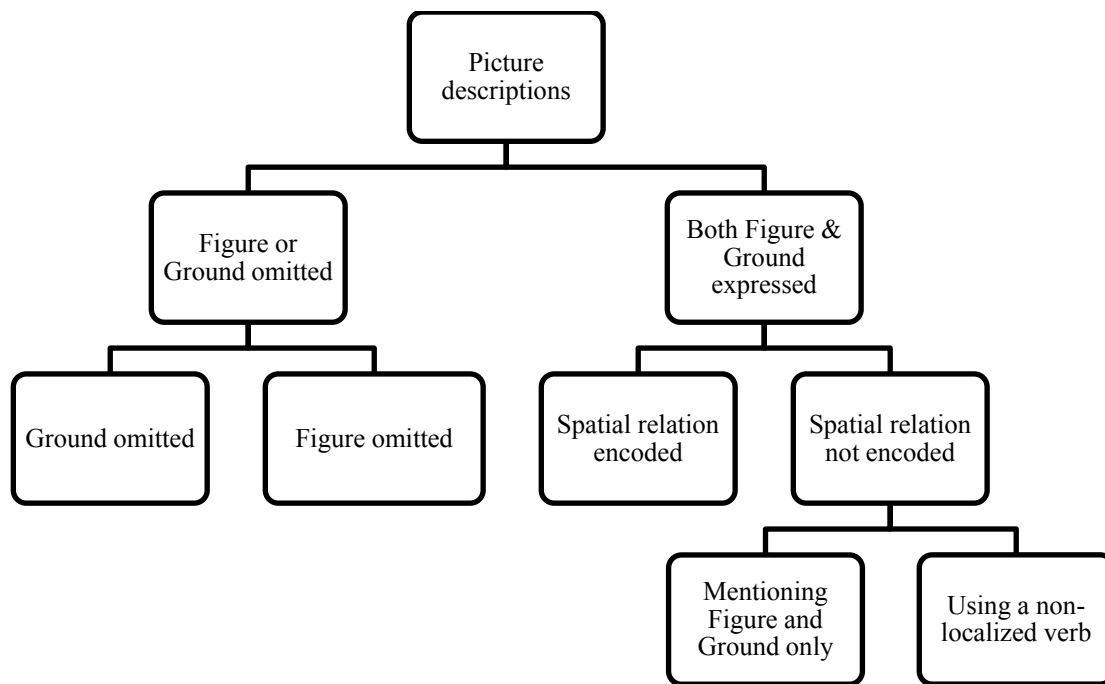 Picture
descriptions
Figure or
Ground omitted
Both Figure &
Ground
expressed
Ground omitted
Figure omitted
Spatial relation
encoded
Spatial relation
not encoded
Mentioning
Figure and
Ground only
Using a non-
localized verb